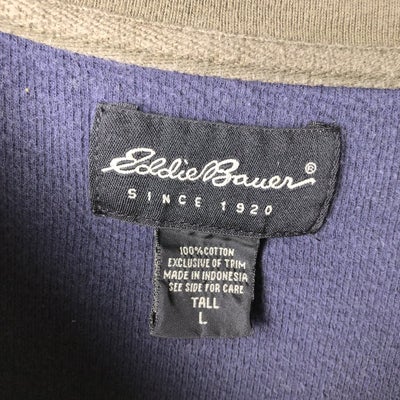 Eddie Bauer®
SINCE 1920
100% COTTON
EXCLUSIVE OF TRIM
MADE IN INDONESIA
SEE SIDE FOR CARE
TALL
L